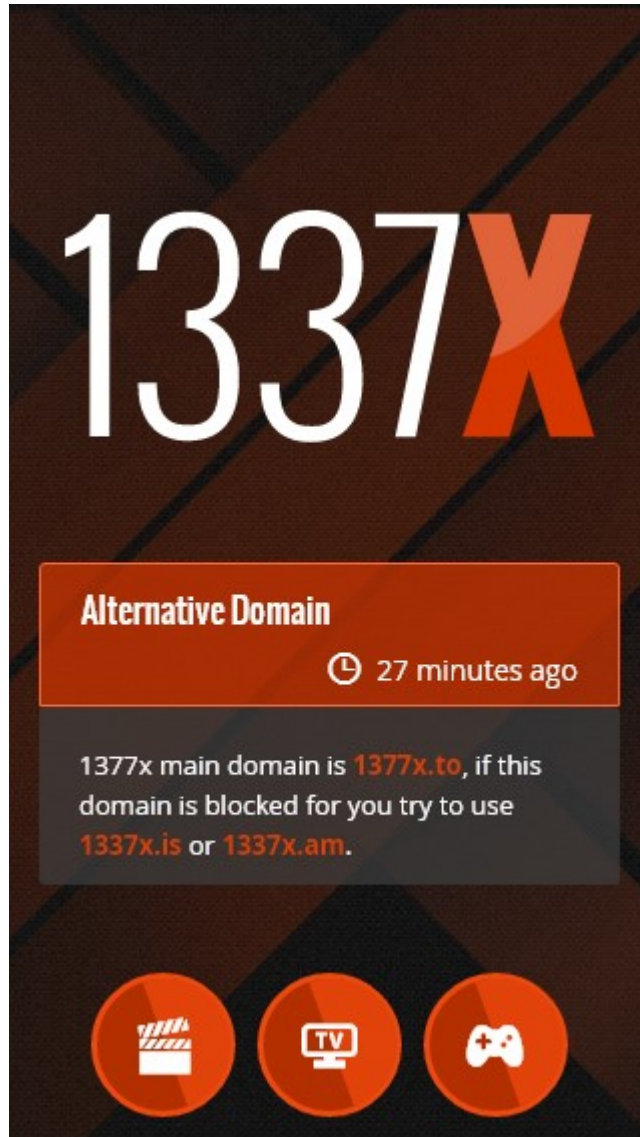 1337X
Alternative Domain
27 minutes ago
1377x main domain is 1377x.to, if this
domain is blocked for you try to use
1337x.is or 1337x.am.
TV